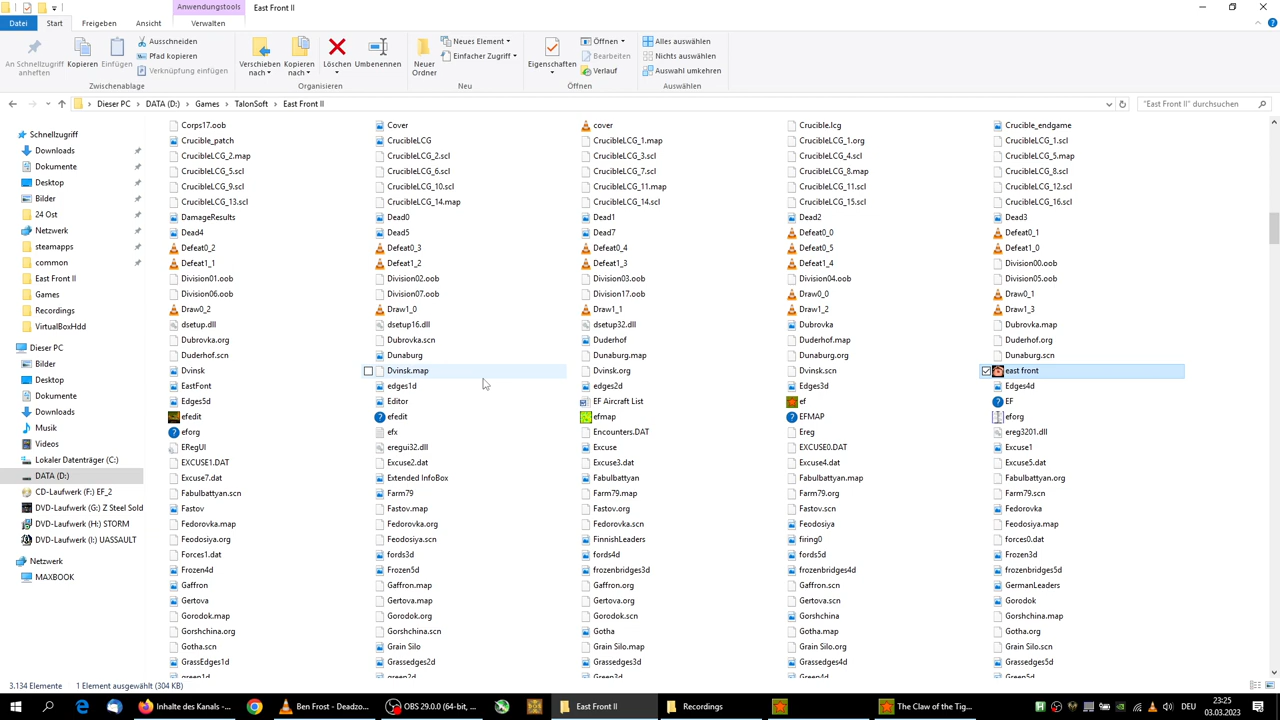 Anwendungstools
East Front II
Datei
Start
Freigeben
Ansicht
Verwalten
An Schnellzugriff anheften
Kopieren
Einfügen
Ausschneiden
Pfad kopieren
Verknüpfung einfügen
Zwischenablage
Verschieben nach
Kopieren nach
Löschen
Umbenennen
Organisieren
Neuer Ordner
Neues Element
Einfacher Zugriff
Neu
Eigenschaften
Öffnen
Bearbeiten
Verlauf
Öffnen
Alles auswählen
Nichts auswählen
Auswahl umkehren
Auswählen
Dieser PC > DATA (D:) > Games > TalonSoft > East Front II
"East Front II" durchsuchen
Schnellzugriff
Downloads
Dokumente
Desktop
Bilder
24 Ost
Netzwerk
steamapps
common
East Front II
Games
Recordings
VirtualBoxHdd
Dieser PC
Bilder
Desktop
Dokumente
Downloads
Musik
Videos
Lokaler Datenträger (C:)
DATA (D:)
CD-Laufwerk (F:) EF_2
DVD-Laufwerk (G:) Z Steel Sold
DVD-Laufwerk (H:) STORM
DVD-Laufwerk (I:) UASSAULT
Netzwerk
MAXBOOK
Corps17.oob Cover cover Crucible.lcg Crucible_endgame
Crucible_patch CrucibleLCG CrucibleLCG_1.map CrucibleLCG_1.org CrucibleLCG_1.scl
CrucibleLCG_2.map CrucibleLCG_2.scl CrucibleLCG_3.scl CrucibleLCG_4.scl CrucibleLCG_5.map
CrucibleLCG_5.scl CrucibleLCG_6.scl CrucibleLCG_7.scl CrucibleLCG_8.map CrucibleLCG_8.scl
CrucibleLCG_9.scl CrucibleLCG_10.scl CrucibleLCG_11.map CrucibleLCG_11.scl CrucibleLCG_12.scl
CrucibleLCG_13.scl CrucibleLCG_14.map CrucibleLCG_14.scl CrucibleLCG_15.scl CrucibleLCG_16.scl
DamageResults Dead0 Dead1 Dead2 Dead3
Dead4 Dead5 Dead7 Defeat0_0 Defeat0_1
Defeat0_2 Defeat0_3 Defeat0_4 Defeat0_5 Defeat1_0
Defeat1_1 Defeat1_2 Defeat1_3 Defeat1_4 Division00.oob
Division01.oob Division02.oob Division03.oob Division04.oob Division05.oob
Division06.oob Division07.oob Division17.oob Draw0_0 Draw0_1
Draw0_2 Draw1_0 Draw1_1 Draw1_2 Draw1_3
dsetup.dll dsetup16.dll dsetup32.dll Dubrovka Dubrovka.map
Dubrovka.org Dubrovka.scn Duderhof Duderhof.map Duderhof.org
Duderhof.scn Dunaburg Dunaburg.map Dunaburg.org Dunaburg.scn
Dvinsk Dvinsk.map Dvinsk.org Dvinsk.scn east front
EastFont edges1d edges2d Edges3d Edges4d
Edges5d Editor EF Aircraft List ef EF
efedit efedit efmap EFMAP eforg
eforg efx Encounters.DAT Ereg ereg3201.dll
ERegUI eregui32.dll Excuse EXCUSE0.DAT Excuse1
EXCUSE1.DAT Excuse2.dat Excuse3.dat Excuse4.dat Excuse5.dat
Excuse7.dat Extended InfoBox Fabulbattyan Fabulbattyan.map Fabulbattyan.org
Fabulbattyan.scn Farm79 Farm79.map Farm79.org Farm79.scn
Fastov Fastov.map Fastov.org Fastov.scn Fedorovka
Fedorovka.map Fedorovka.org Fedorovka.scn Feodosiya Feodosiya.map
Feodosiya.org Feodosiya.scn FinnishLeaders firing0 forces0.dat
Forces1.dat fords3d fords4d fords5d Frozen3d
Frozen4d Frozen5d frozenbridges3d frozenbridges4d frozenbridges5d
Gaffron Gaffron.map Gaffron.org Gaffron.scn GermanLeaders
Gertova Gertova.map Gertova.org Gertova.scn Gorodok
Gorodok.map Gorodok.org Gorodok.scn Gorshchina Gorshchina.map
Gorshchina.org Gorshchina.scn Gotha Gotha.map Gotha.org
Gotha.scn Grain Silo Grain Silo.map Grain Silo.org Grain Silo.scn
GrassEdges1d Grassedges2d Grassedges3d Grassedges4d Grassedges5d
green1d green2d Green3d Green4d Green5d
3.134 Elemente 1 Element ausgewählt (304 KB)
Inhalte des Kanals -...
Ben Frost - Deadzo...
OBS 29.0.0 (64-bit, ...
East Front II
Recordings
The Claw of the Tig...
DEU
23:25
03.03.2023